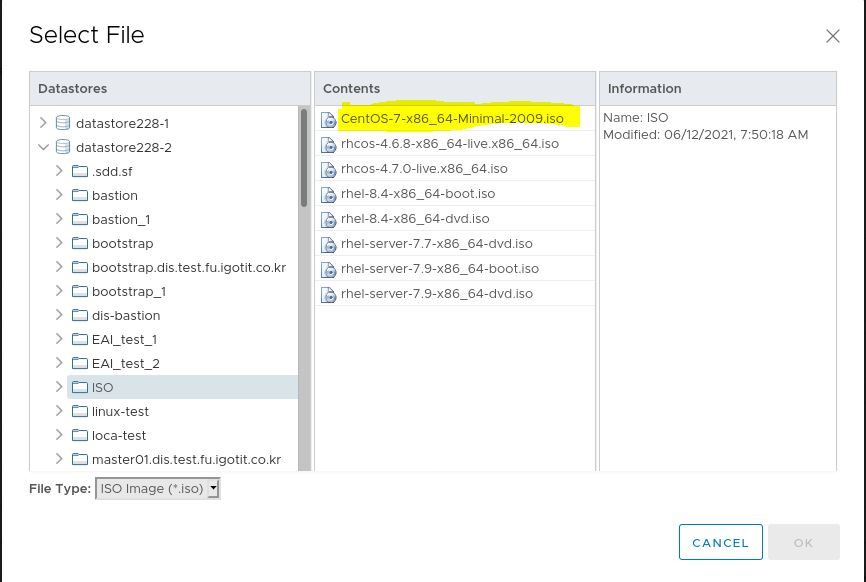 Select File
Datastores
datastore228-1
datastore228-2
.sdd.sf
bastion
bastion_1
bootstrap
bootstrap.dis.test.fu.igotit.co.kr
bootstrap_1
dis-bastion
EAI_test_1
EAI_test_2
ISO
linux-test
loca-test
master01.dis.test.fu.igotit.co.kr
Contents
CentOS-7-x86_64-Minimal-2009.iso
rhcos-4.6.8-x86_64-live.x86_64.iso
rhcos-4.7.0-live.x86_64.iso
rhel-8.4-x86_64-boot.iso
rhel-8.4-x86_64-dvd.iso
rhel-server-7.7-x86_64-dvd.iso
rhel-server-7.9-x86_64-boot.iso
rhel-server-7.9-x86_64-dvd.iso
Information
Name: ISO
Modified: 06/12/2021, 7:50:18 AM
File Type: ISO Image (*.iso)
CANCEL
OK